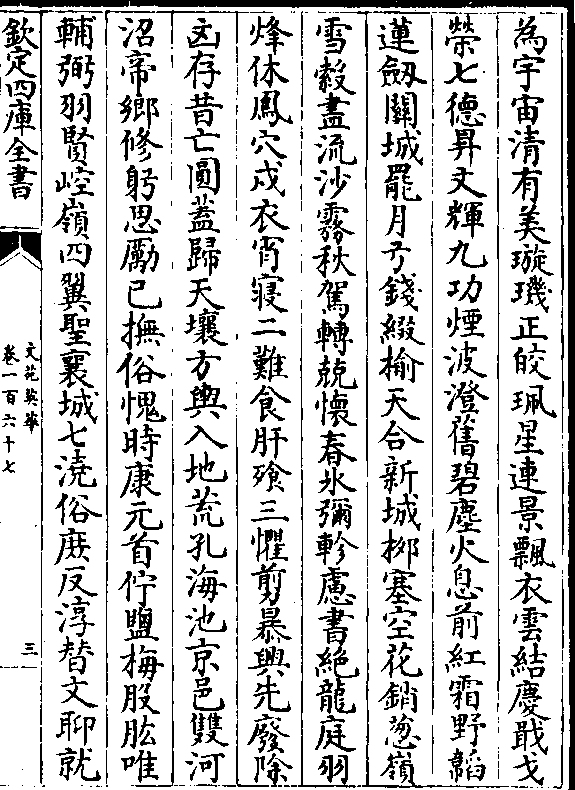 為宇宙清有美璇璣正皎珮星連景飄衣雲結慶戢戈
榮七德昇文輝九功煙波澄舊碧塵火息前紅霜野韜
蓮劒關城罷月弓錢綴榆天合新城栁塞空花銷葱嶺
雪縠盡流沙霧秋駕轉兢懷春氷彌軫慮書絶龍庭羽
烽休鳳穴戍衣宵寢二難食旰飱三懼剪暴興先廢除
凶存昔亡圓蓋歸天壤方輿入地荒孔海池京邑雙河
沼帝鄉修躬思勵已撫俗愧時康元首佇鹽梅股肱唯
輔弼羽賢崆嶺四翼聖襄城七澆俗庶反淳替文聊就
欽定四庫全書
文苑英華
卷一百六十七
三